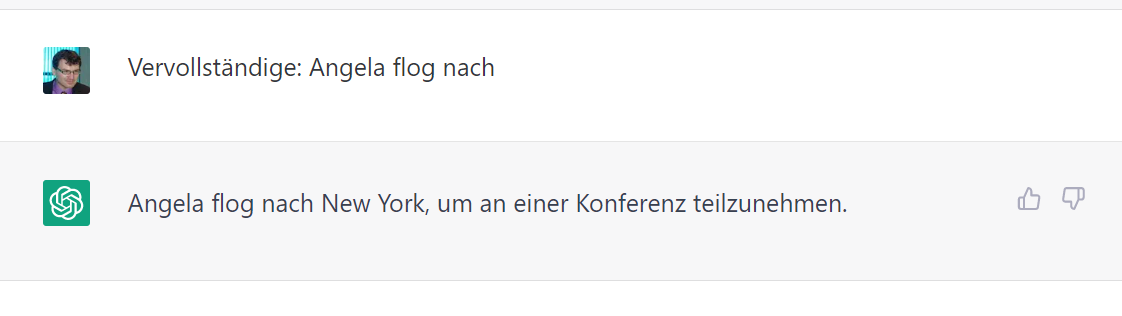 Vervollständige: Angela flog nach
Angela flog nach New York, um an einer Konferenz teilzunehmen.